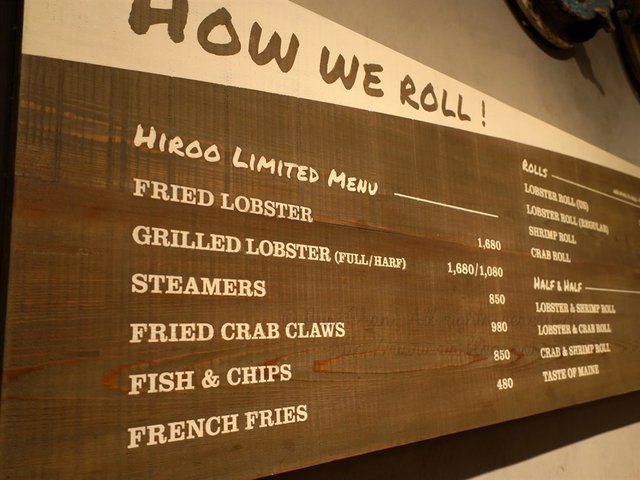 HOW WE ROLL!
HIROO LIMITED MENU
FRIED LOBSTER 1,680
GRILLED LOBSTER (FULL/HARF) 1,680/1,080
STEAMERS 850
FRIED CRAB CLAWS 980
FISH & CHIPS 850
FRENCH FRIES 480
ROLLS
LOBSTER ROLL (US)
LOBSTER ROLL (REGULAR)
SHRIMP ROLL
CRAB ROLL
HALF & HALF
LOBSTER & SHRIMP ROLL
LOBSTER & CRAB ROLL
CRAB & SHRIMP ROLL
TASTE OF MAINE